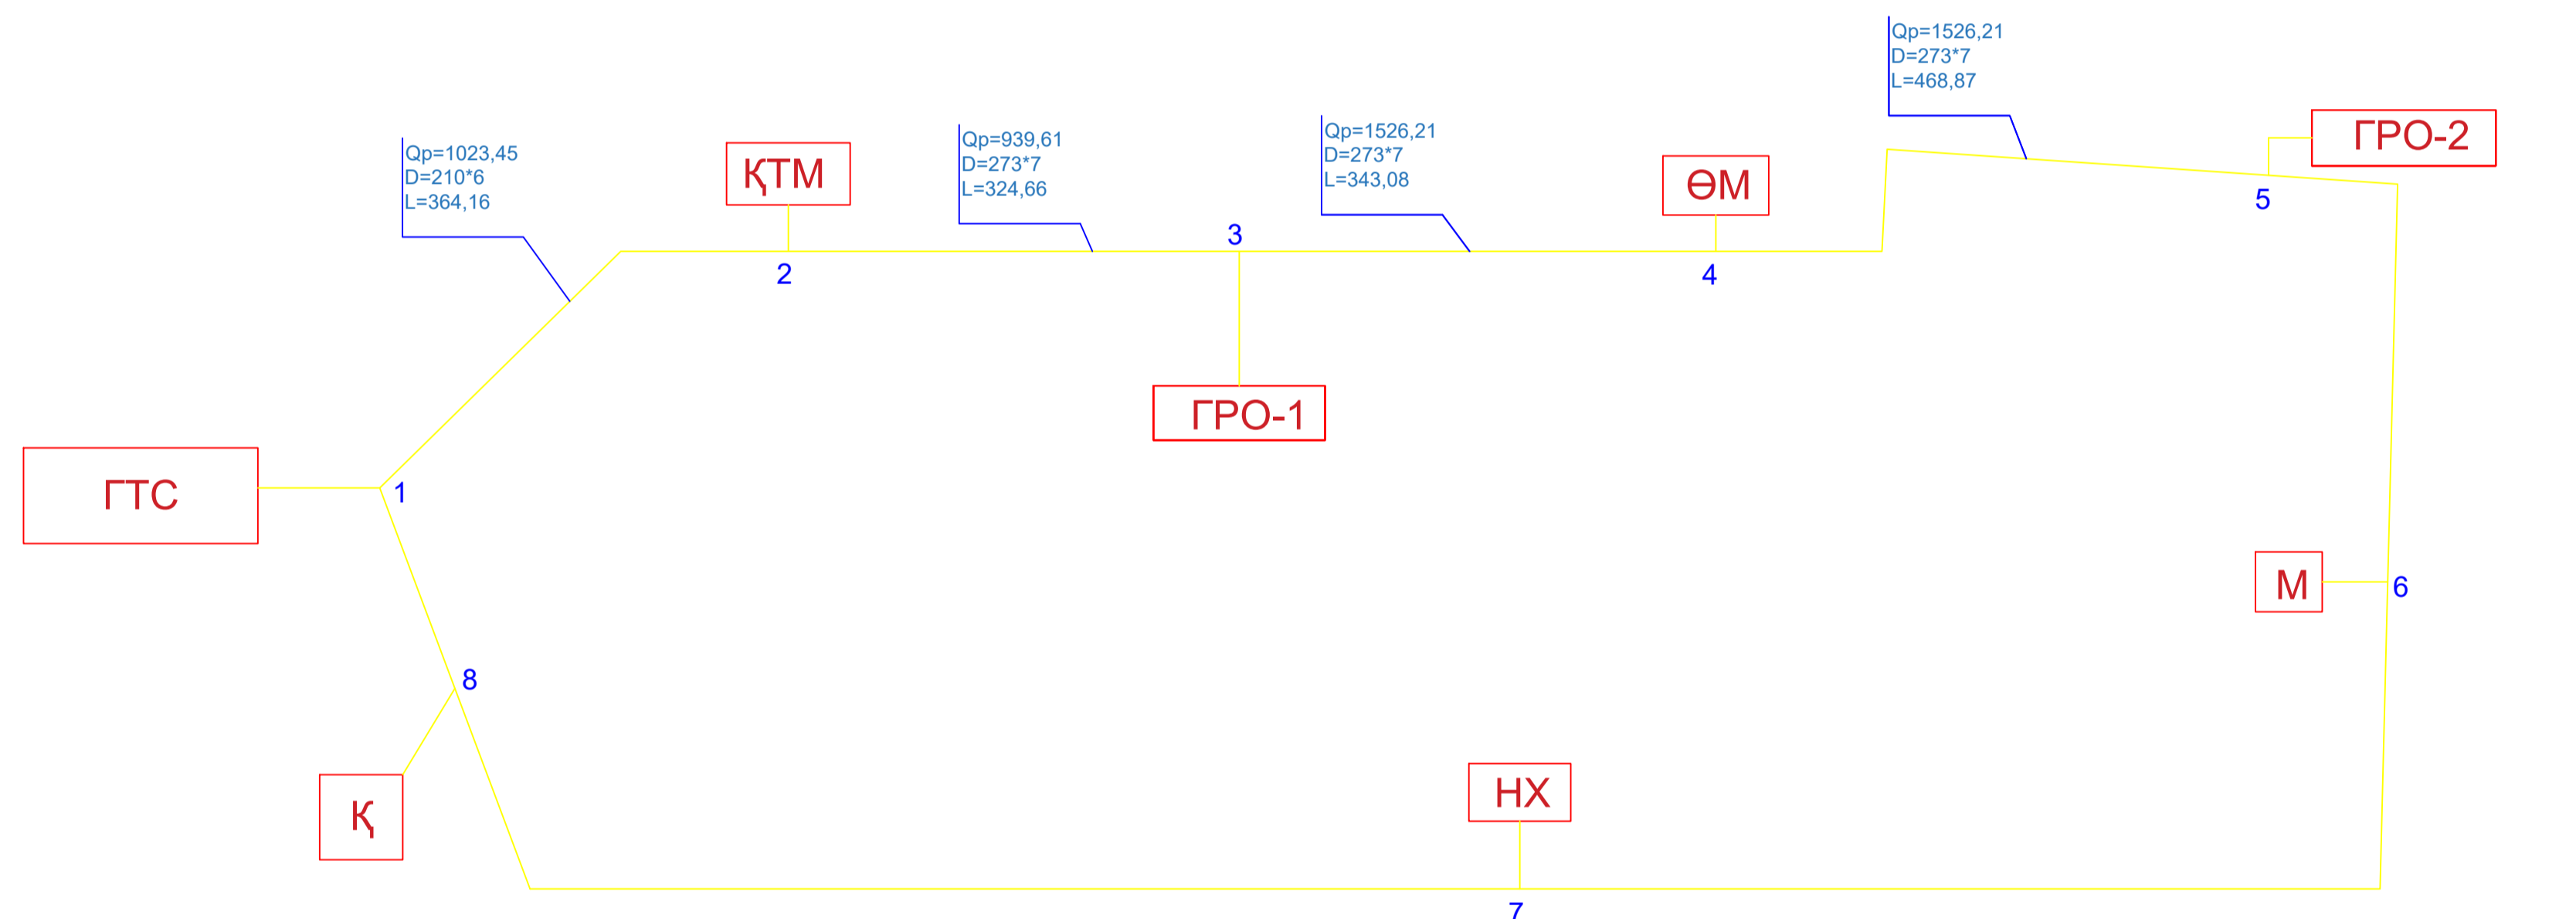 Qp=1526,21
D=273*7
L=468,87
ГРО-2
Qp=1023,45
D=210*6
L=364,16
ҚТМ
Qp=939,61
D=273*7
L=324,66
Qp=1526,21
D=273*7
L=343,08
ӨМ
5
3
2
4
ГРО-1
ГТС
1
М
6
8
Қ
НХ
7